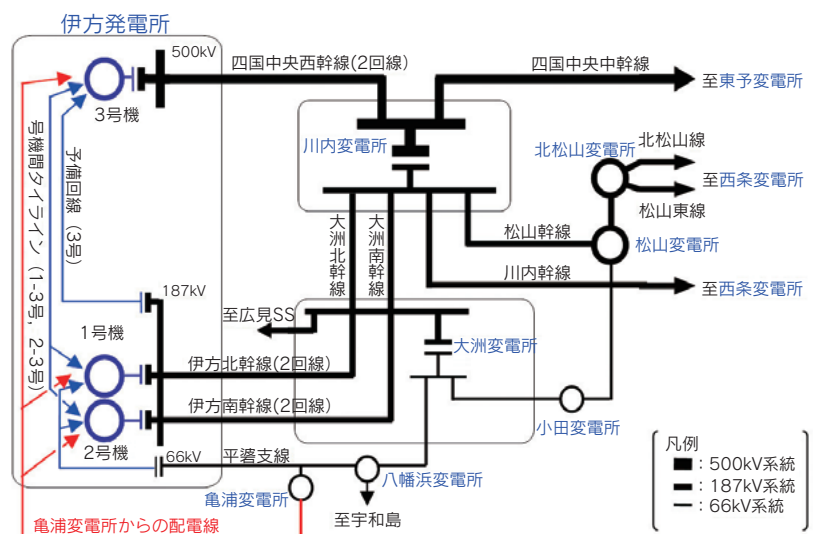 伊方発電所
500kV
四国中央西幹線(2回線)
四国中央中幹線
至東予変電所
3号機
川内変電所
北松山変電所
北松山線
至西条変電所
松山東線
号機間タイライン(1-3号, 2-3号)
予備回線(3号)
大洲北幹線
大洲南幹線
松山幹線
松山変電所
187kV
川内幹線
至西条変電所
至広見SS
1号機
大洲変電所
伊方北幹線(2回線)
伊方南幹線(2回線)
小田変電所
2号機
66kV
平碆支線
亀浦変電所
八幡浜変電所
至宇和島
亀浦変電所からの配電線
凡例
:500kV系統
:187kV系統
:66kV系統